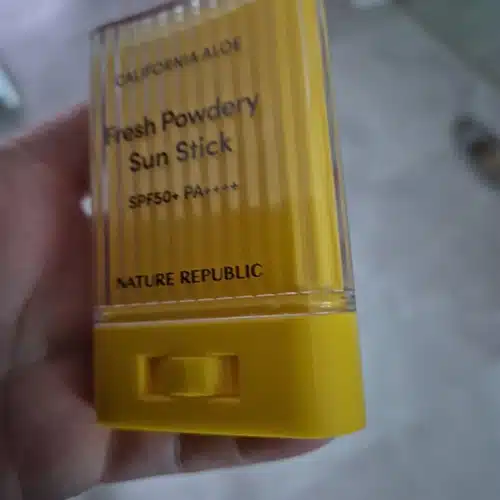 CALIFORNIA ALOE
Fresh Powdery
Sun Stick
SPF50+ PA++++
NATURE REPUBLIC